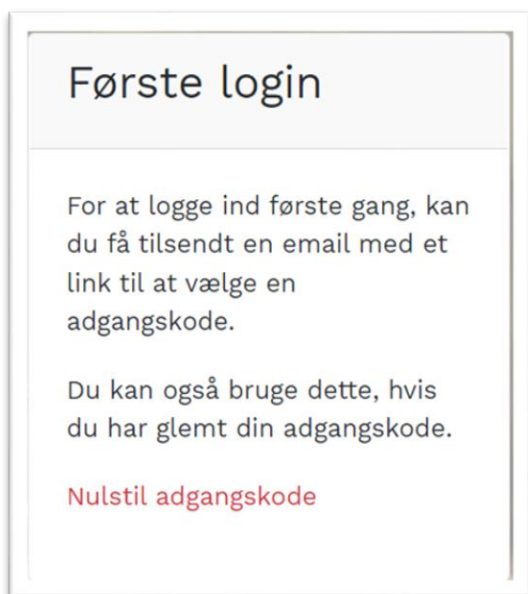 Første login
For at logge ind første gang, kan
du få tilsendt en email med et
link til at vælge en
adgangskode.
Du kan også bruge dette, hvis
du har glemt din adgangskode.
Nulstil adgangskode